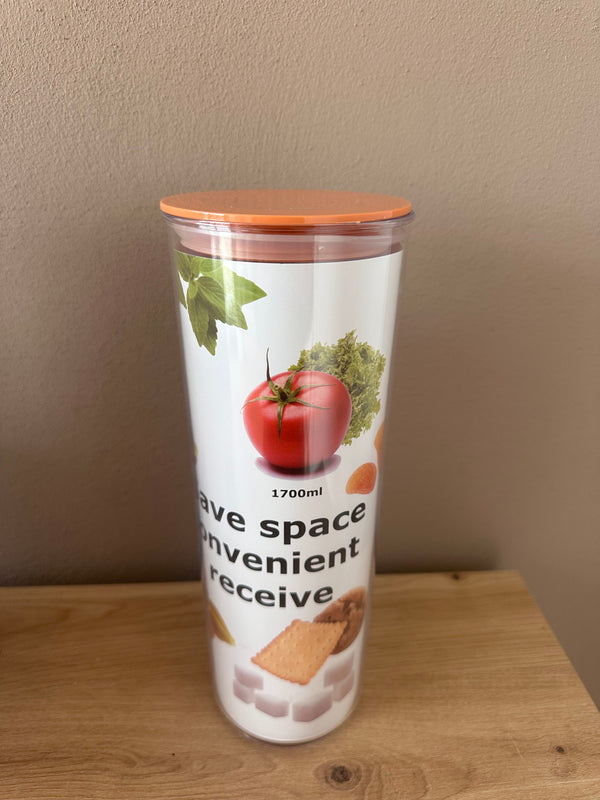 1700ml
ave space
onvenient
receive